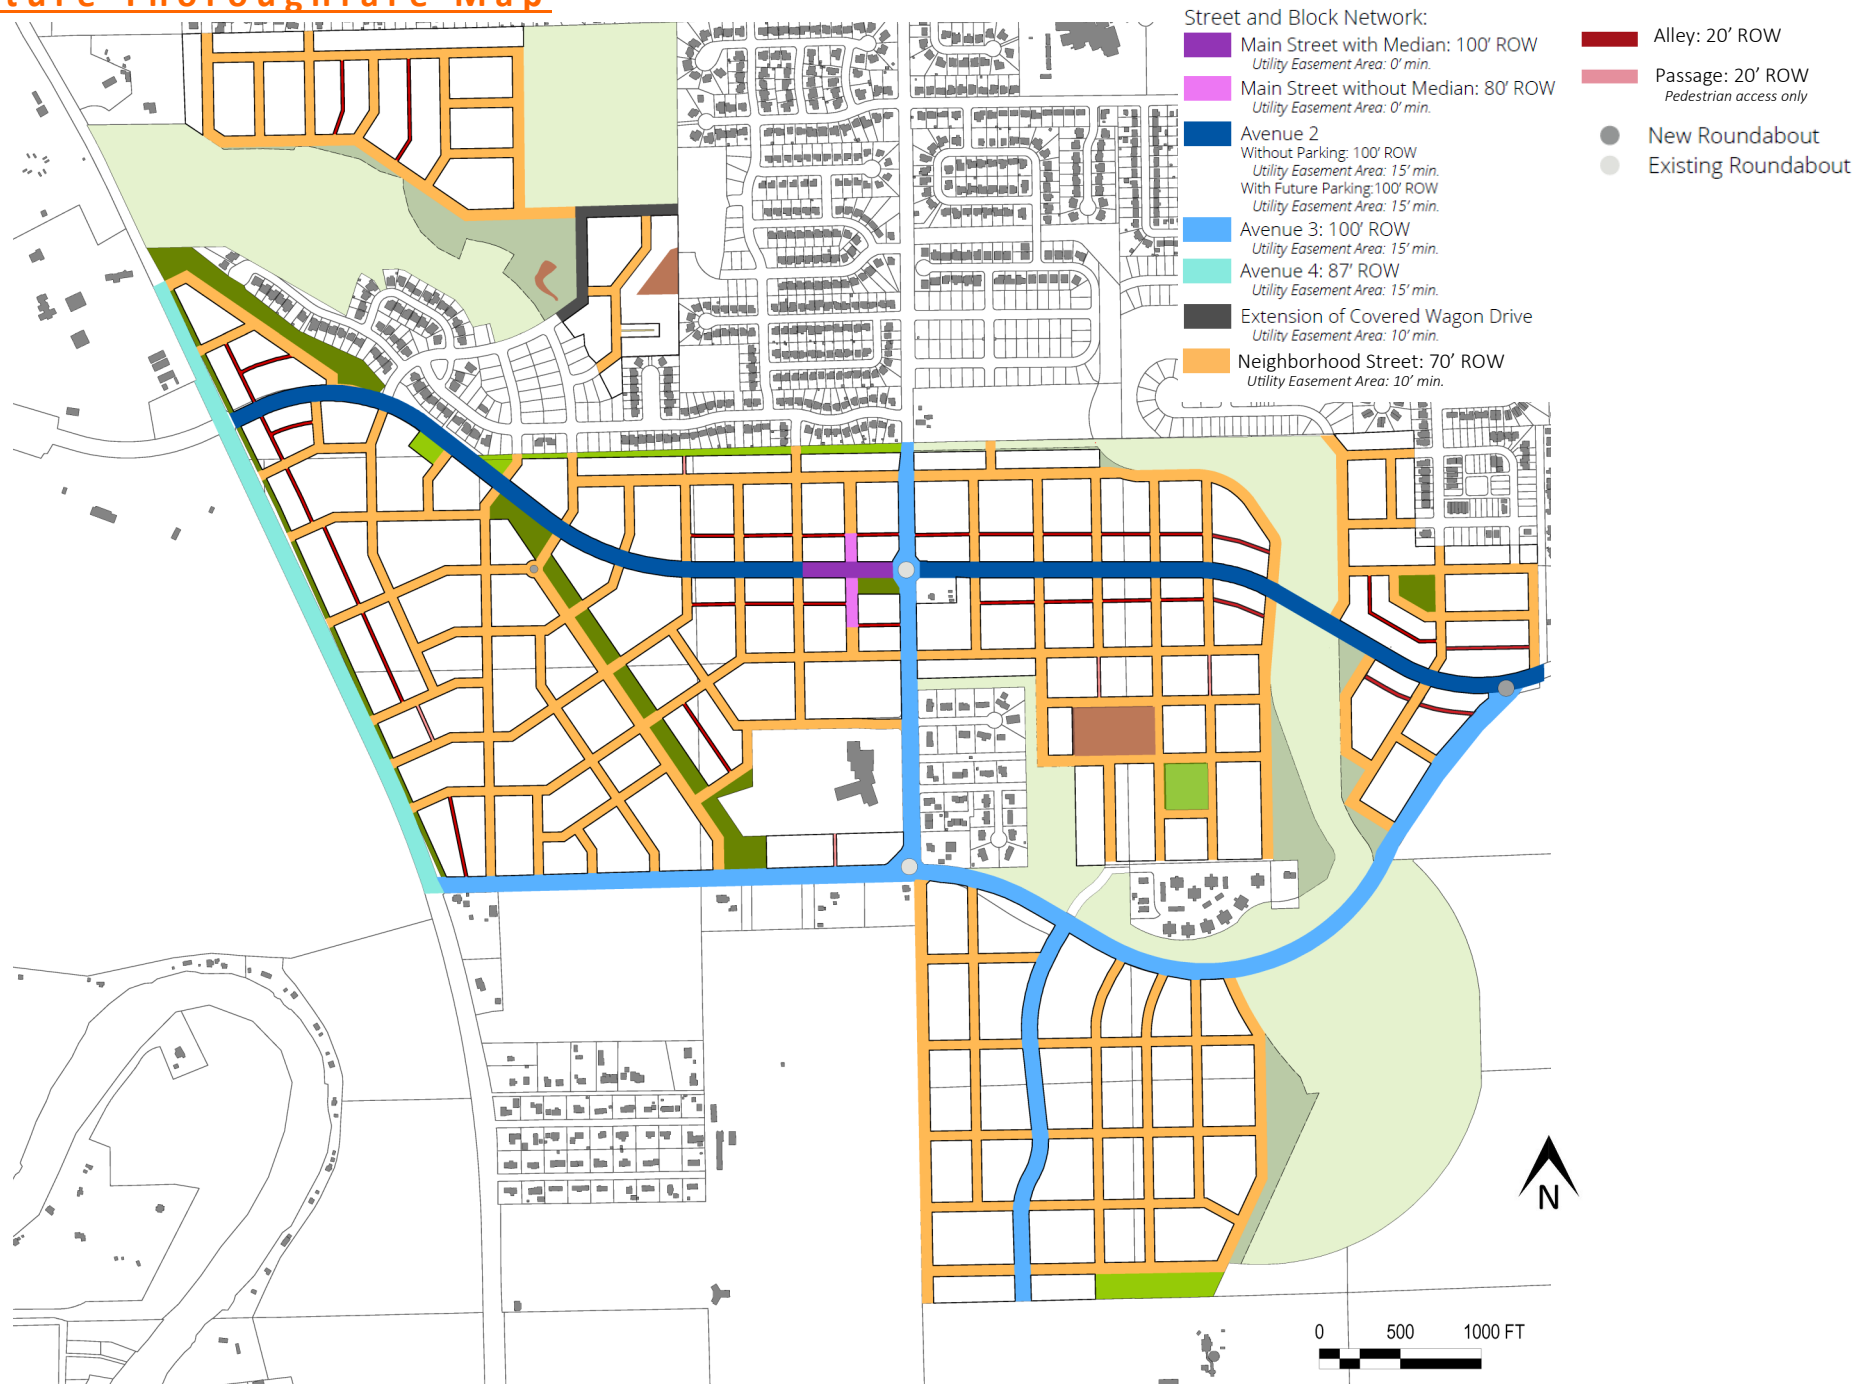 Thoroughfare Map
Street and Block Network:
Main Street with Median: 100' ROW
Utility Easement Area: 0' min.
Main Street without Median: 80' ROW
Utility Easement Area: 0' min.
Avenue 2
Without Parking: 100' ROW
Utility Easement Area: 15' min.
With Future Parking:100' ROW
Utility Easement Area: 15' min.
Avenue 3: 100' ROW
Utility Easement Area: 15' min.
Avenue 4: 87' ROW
Utility Easement Area: 15' min.
Extension of Covered Wagon Drive
Utility Easement Area: 10' min.
Neighborhood Street: 70' ROW
Utility Easement Area: 10' min.
Alley: 20' ROW
Passage: 20' ROW
Pedestrian access only
New Roundabout
Existing Roundabout
N
0 500 1000 FT